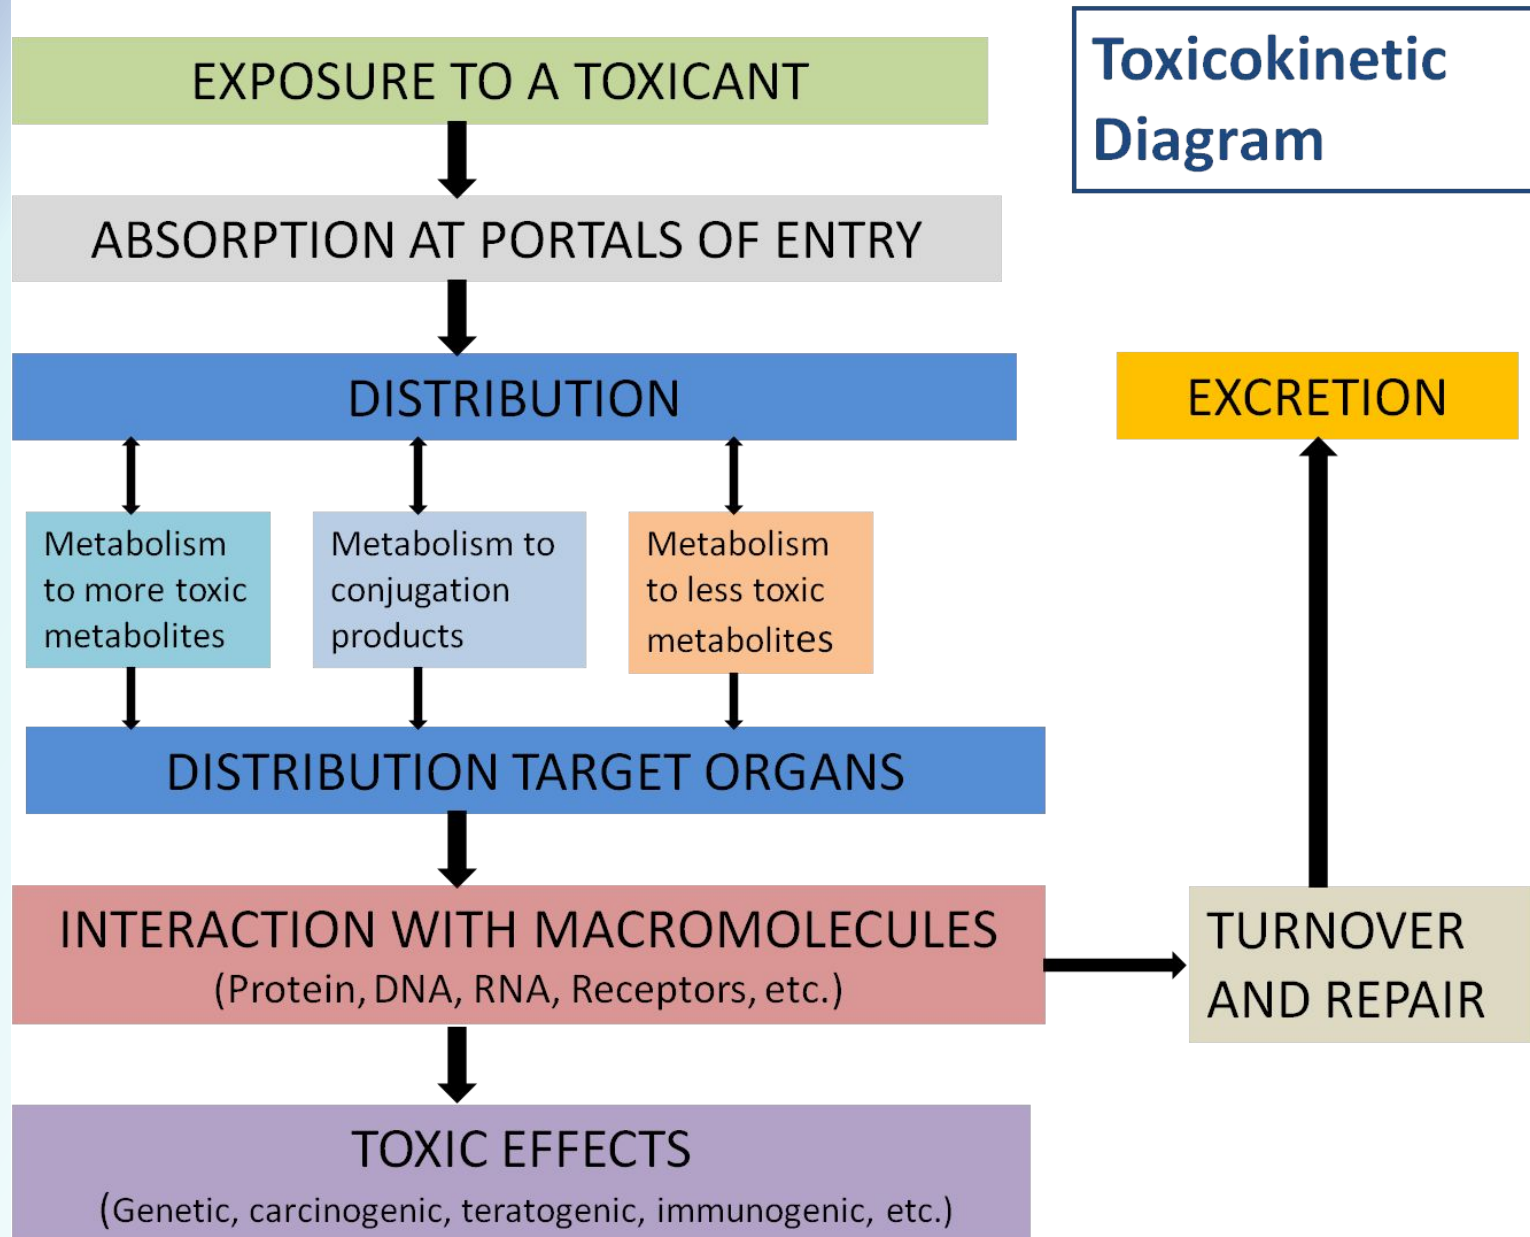 Toxicokinetic
Diagram
EXPOSURE TO A TOXICANT
ABSORPTION AT PORTALS OF ENTRY
DISTRIBUTION
EXCRETION
Metabolism
to more toxic
metabolites
Metabolism to
conjugation
products
Metabolism
to less toxic
metabolites
DISTRIBUTION TARGET ORGANS
INTERACTION WITH MACROMOLECULES
(Protein, DNA, RNA, Receptors, etc.)
TURNOVER
AND REPAIR
TOXIC EFFECTS
(Genetic, carcinogenic, teratogenic, immunogenic, etc.)